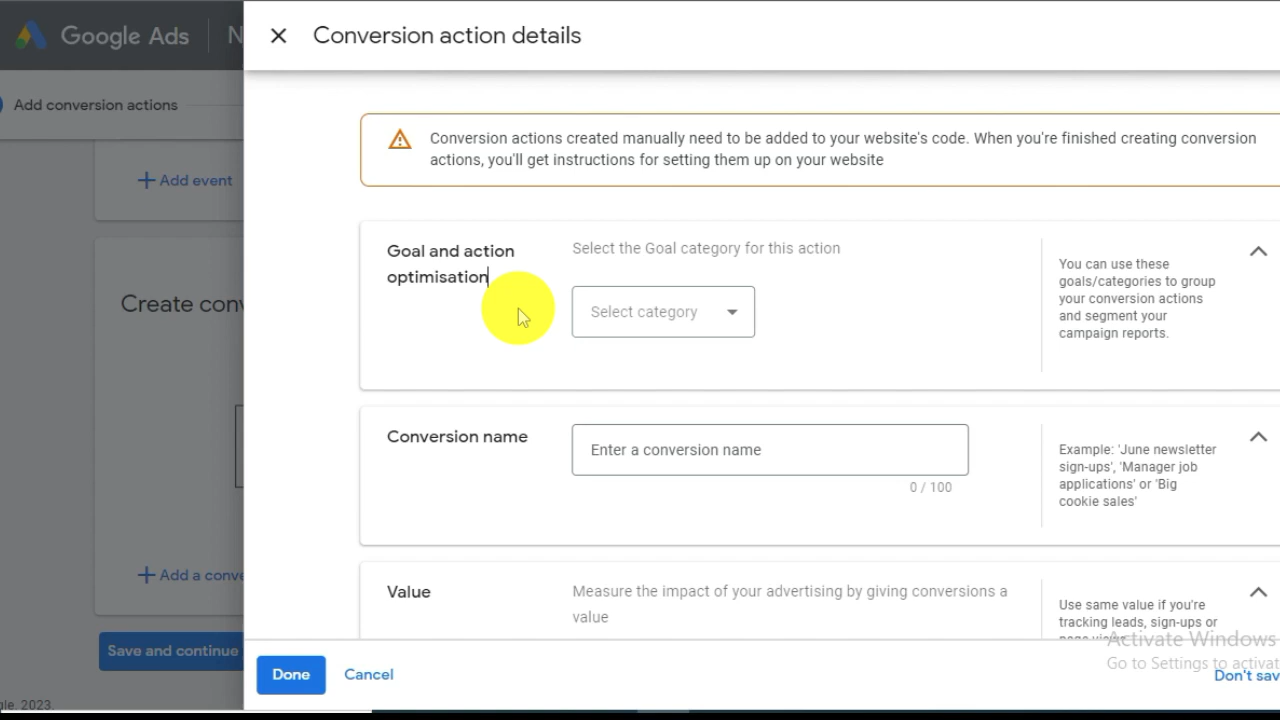 Google Ads
N
Conversion action details
Add conversion actions
Conversion actions created manually need to be added to your website's code. When you're finished creating conversion
actions, you'll get instructions for setting them up on your website
Add event
Goal and action
optimisation
Select the Goal category for this action
Select category
You can use these
goals/categories to group
your conversion actions
and segment your
campaign reports.
Create conv
Conversion name
Enter a conversion name
0 / 100
Example: 'June newsletter
sign-ups', 'Manager job
applications' or 'Big
cookie sales'
Add a conve
Value
Measure the impact of your advertising by giving conversions a
value
Use same value if you're
tracking leads, sign-ups or
page views
Activate Windows
Go to Settings to activat
Save and continue
Done
Cancel
Don't sav
gle, 2023.